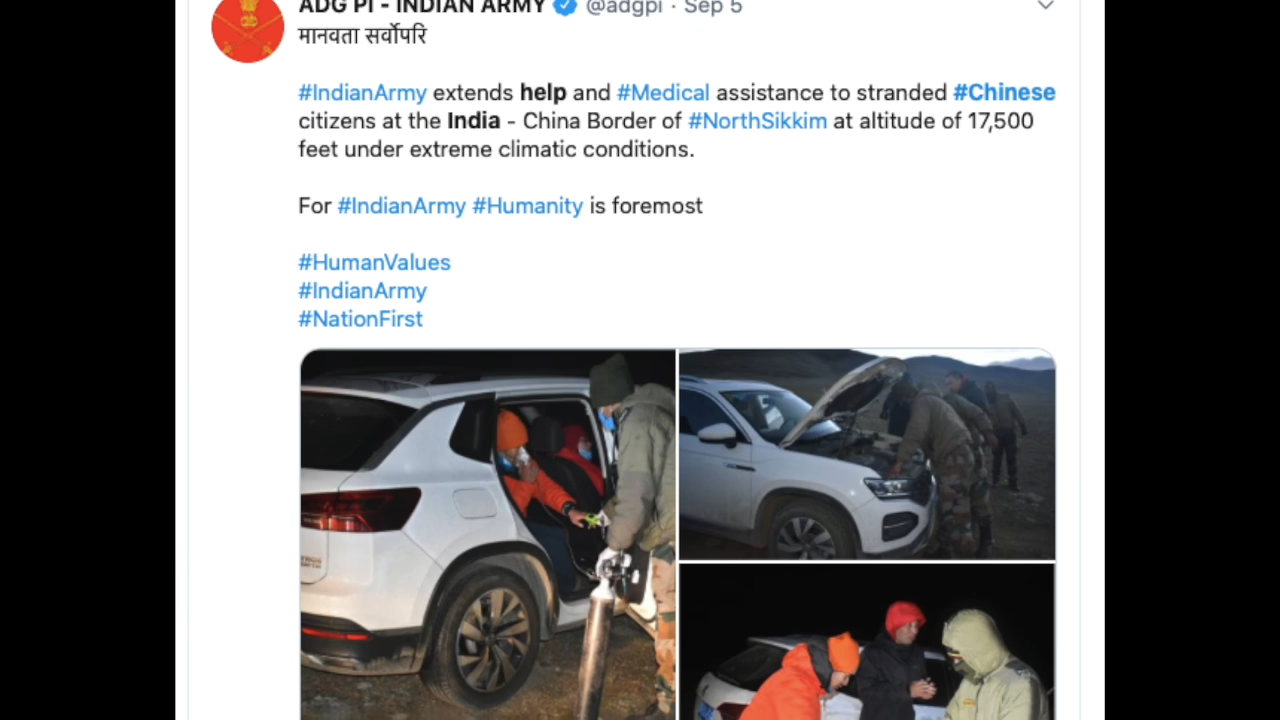 ADG PI - INDIAN ARMY @adgpi · Sep 5
मानवता सर्वोपरि
#IndianArmy extends help and #Medical assistance to stranded #Chinese
citizens at the India - China Border of #NorthSikkim at altitude of 17,500
feet under extreme climatic conditions.
For #IndianArmy #Humanity is foremost
#HumanValues
#IndianArmy
#NationFirst